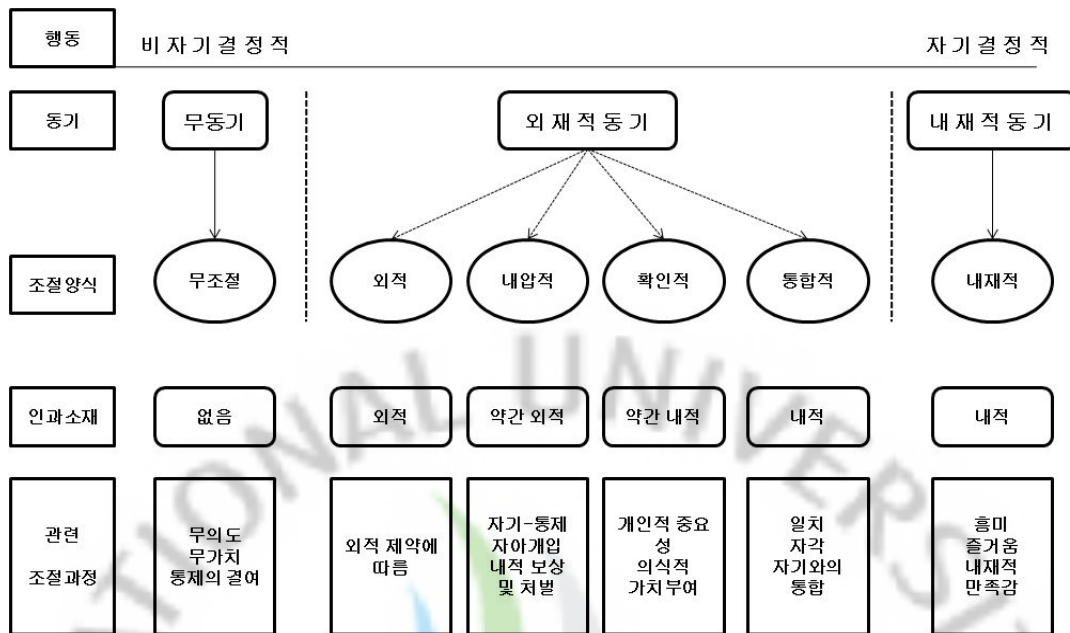 행동
비자기결정적
자기결정적
동기
무동기
외재적동기
내재적동기
조절양식
무조절
외적
내압적
확인적
통합적
내재적
인과소재
없음
외적
약간 외적
약간 내적
내적
내적
관련
조절과정
무의도
무가치
통제의 결여
외적 제약에
따름
자기-통제
자아개입
내적 보상
및 처벌
개인적 중요
성
의식적
가치부여
일치
자각
자기와의
통합
흥미
즐거움
내재적
만족감
NATIONAL UNIVERSI